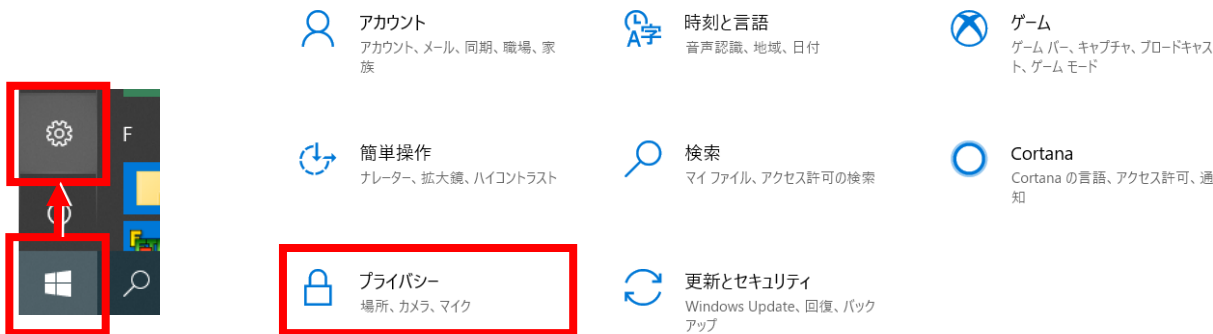 アカウント
アカウント、メール、同期、職場、家
族
時刻と言語
音声認識、地域、日付
ゲーム
ゲーム バー、キャプチャ、ブロードキャス
ト、ゲーム モード
F
簡単操作
ナレーター、拡大鏡、ハイコントラスト
検索
マイ ファイル、アクセス許可の検索
Cortana
Cortana の言語、アクセス許可、通
知
プライバシー
場所、カメラ、マイク
更新とセキュリティ
Windows Update、回復、バック
アップ